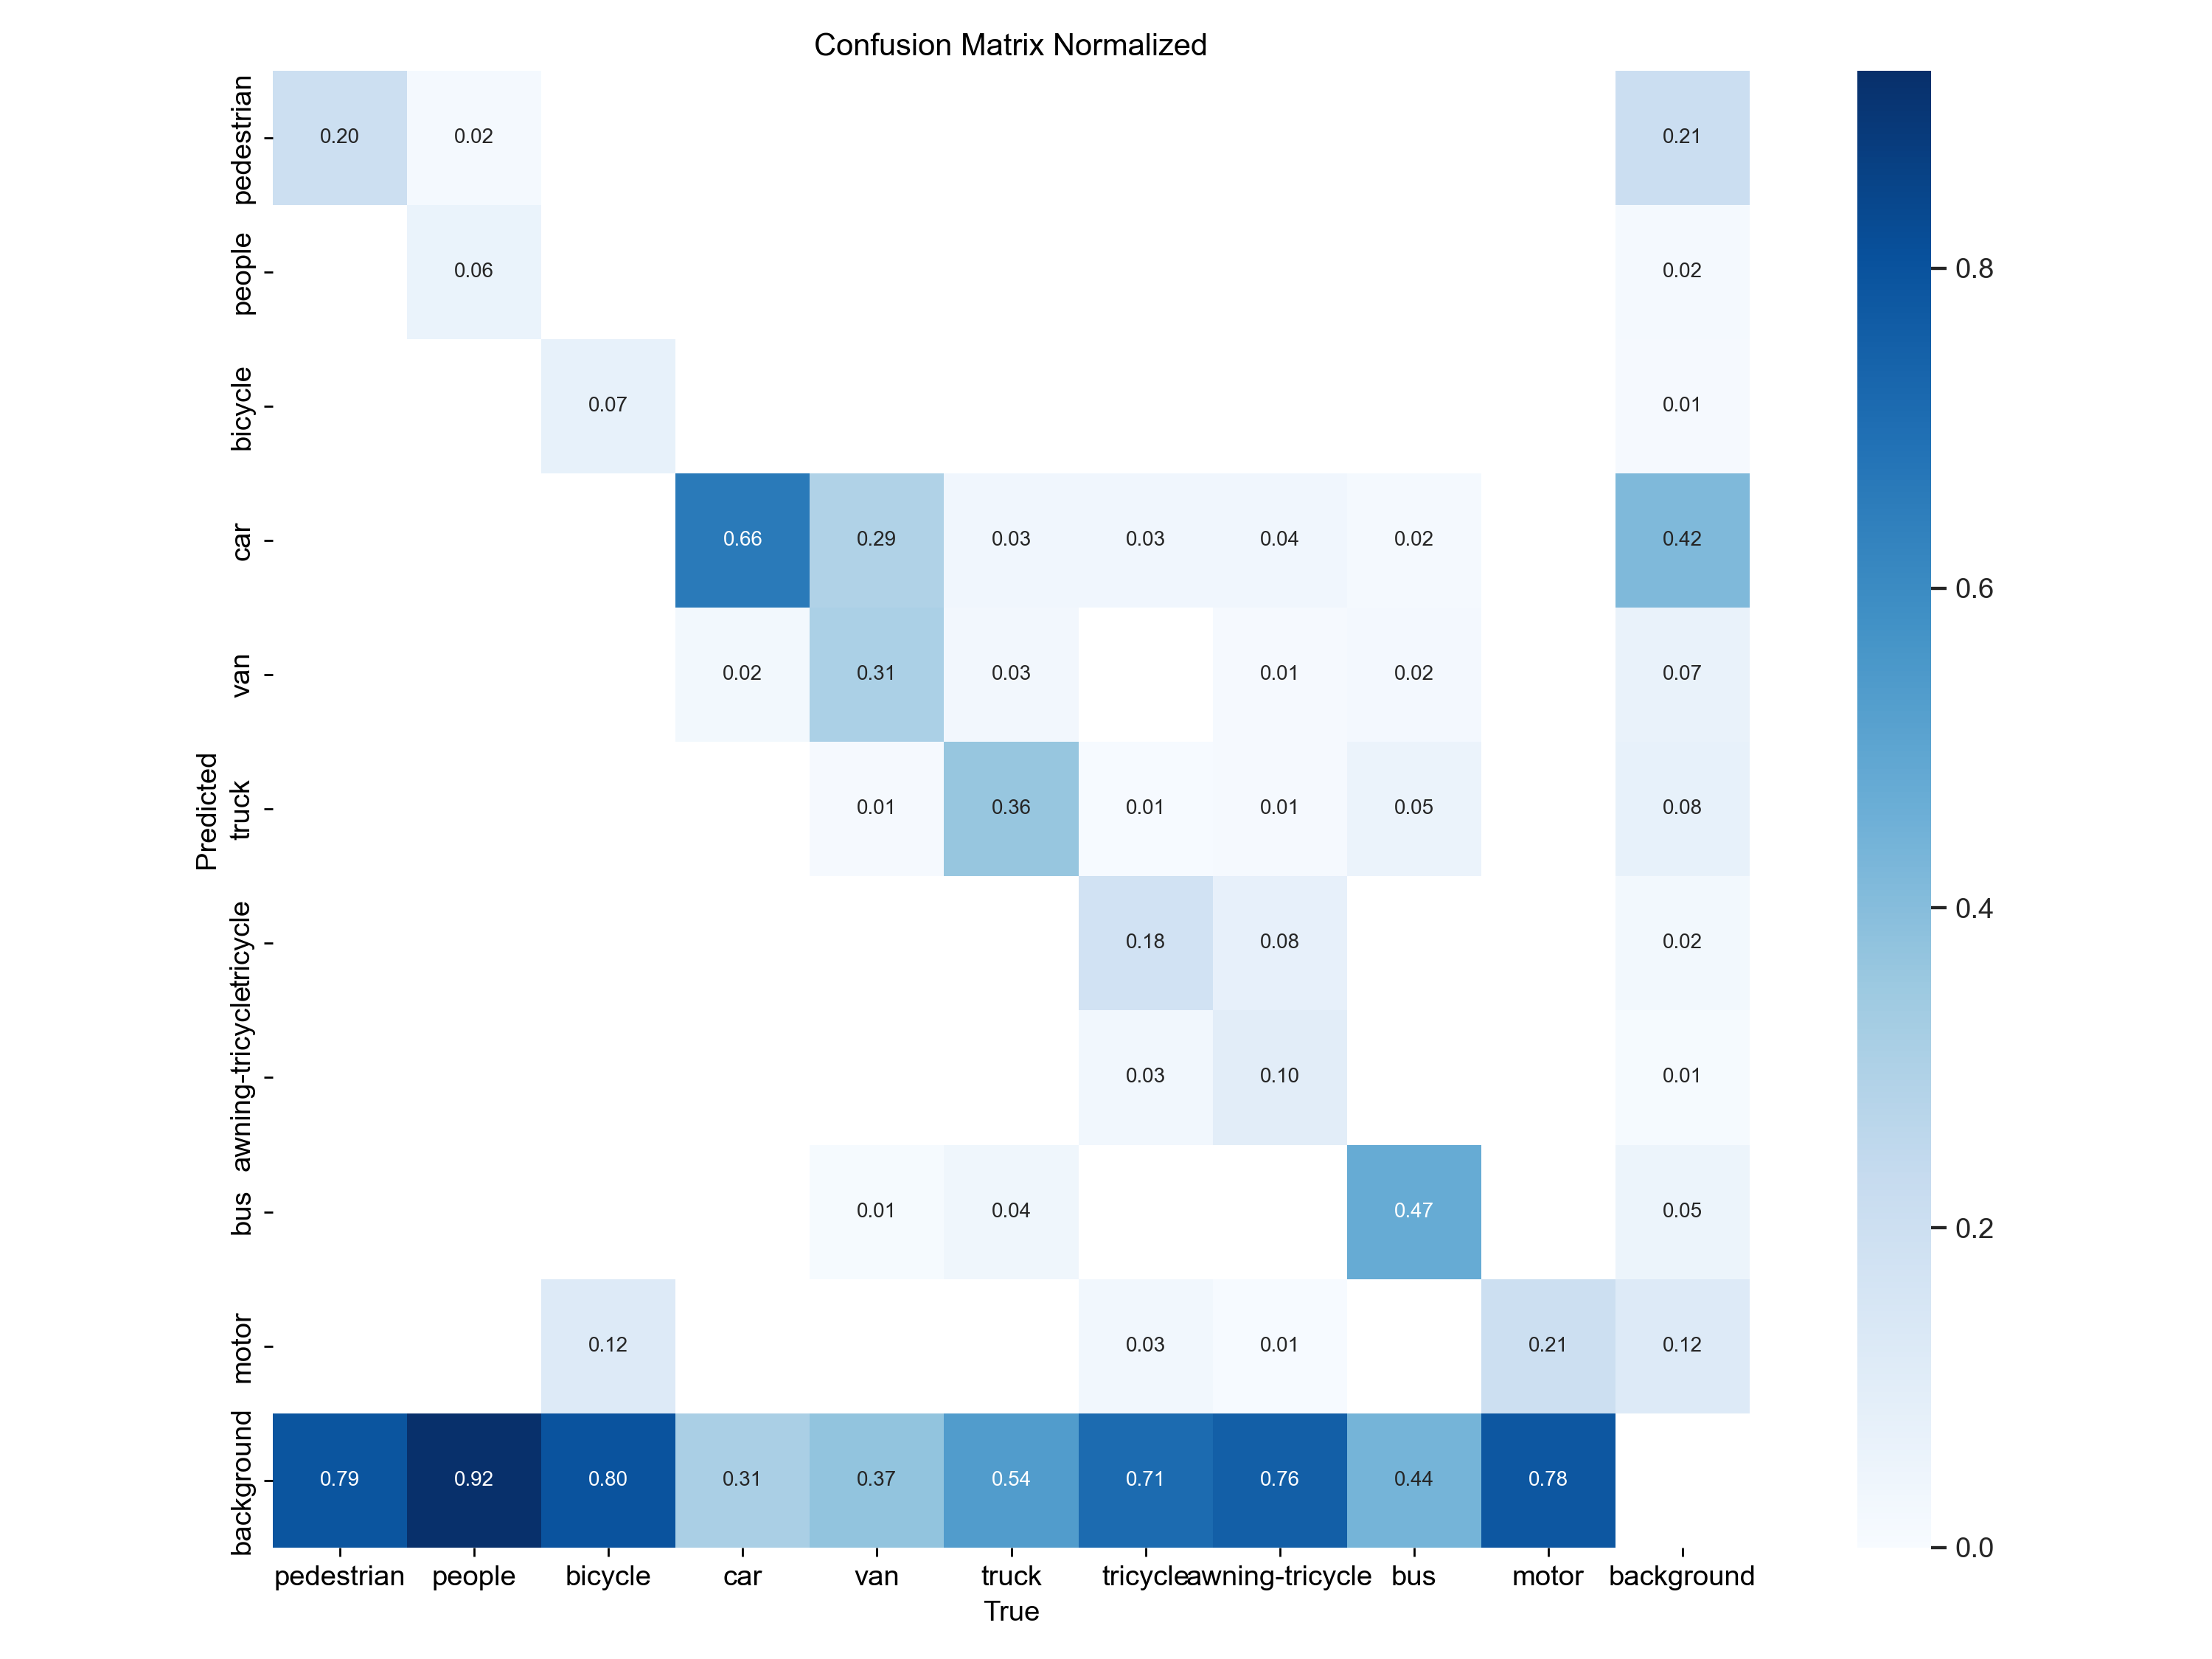 Confusion Matrix Normalized
pedestrian 0.20 0.02 0.21
people 0.06 0.02
0.8
bicycle 0.07 0.01
car 0.66 0.29 0.03 0.03 0.04 0.02 0.42
0.6
van 0.02 0.31 0.03 0.01 0.02 0.07
Predicted
truck 0.01 0.36 0.01 0.01 0.05 0.08
0.4
tricycle 0.18 0.08 0.02
awning-tricycle 0.03 0.10 0.01
bus 0.01 0.04 0.47 0.05
0.2
motor 0.12 0.03 0.01 0.21 0.12
background 0.79 0.92 0.80 0.31 0.37 0.54 0.71 0.76 0.44 0.78
0.0
pedestrian people bicycle car van truck tricycle awning-tricycle bus motor background
True